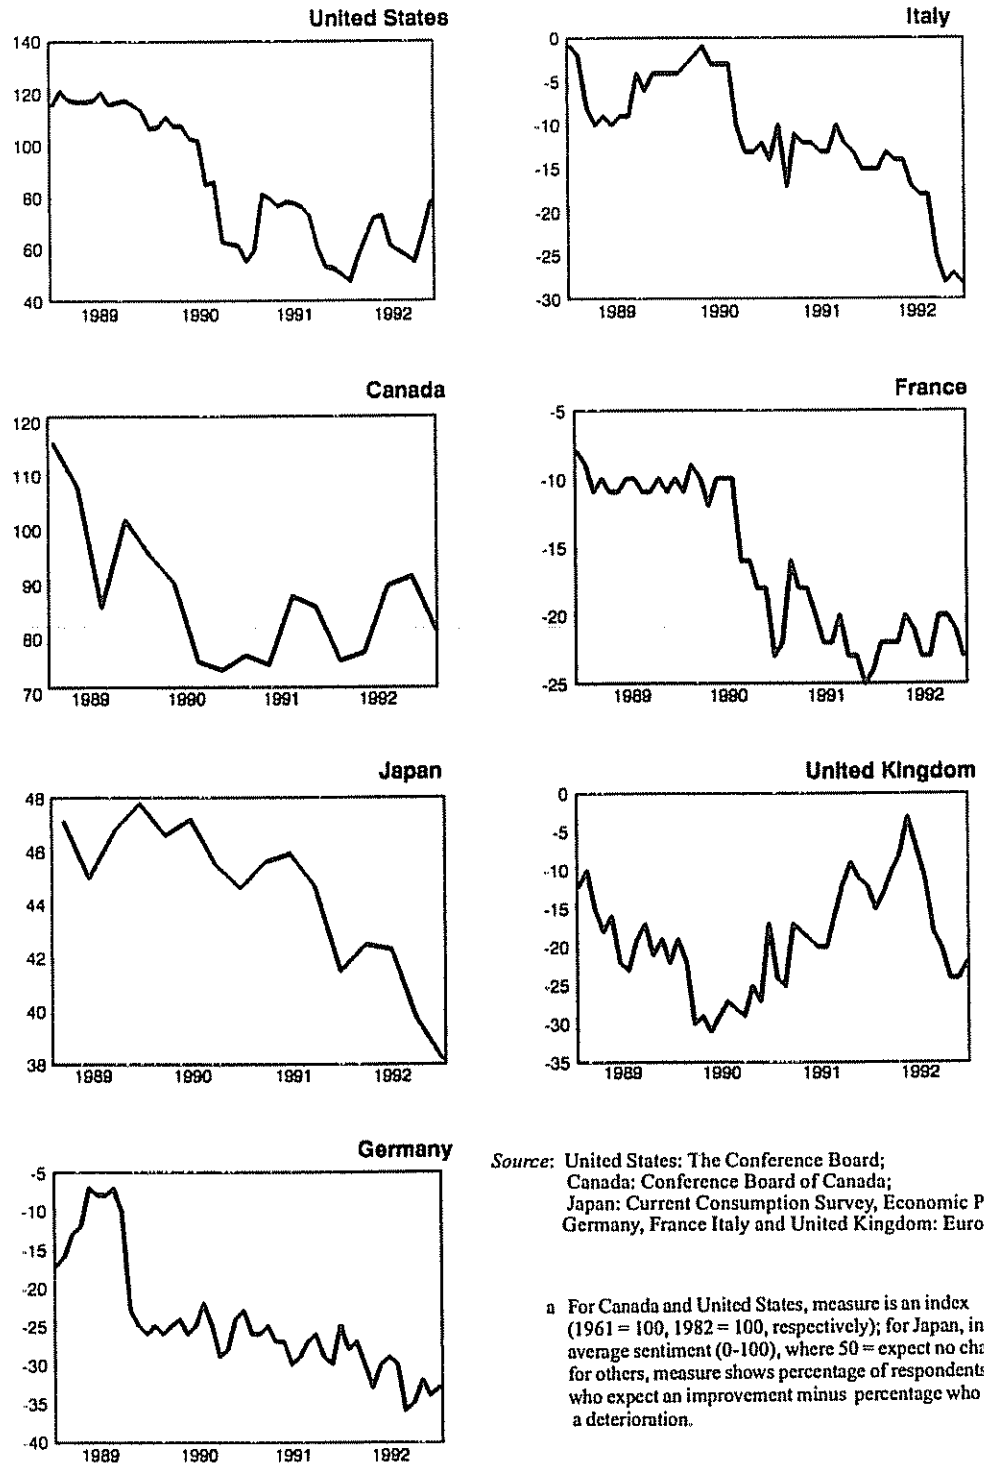 United States
140
120
100
80
60
40
1989 1990 1991 1992
Italy
0
-5
-10
-15
-20
-25
-30
1989 1990 1991 1992
Canada
120
110
100
90
80
70
1989 1990 1991 1992
France
-5
-10
-15
-20
-25
1989 1990 1991 1992
Japan
48
46
44
42
40
38
1989 1990 1991 1992
United Kingdom
0
-5
-10
-15
-20
-25
-30
-35
1989 1990 1991 1992
Germany
-5
-10
-15
-20
-25
-30
-35
-40
1989 1990 1991 1992
Source: United States: The Conference Board;
Canada: Conference Board of Canada;
Japan: Current Consumption Survey, Economic P
Germany, France Italy and United Kingdom: Euro
a For Canada and United States, measure is an index
(1961 = 100, 1982 = 100, respectively); for Japan, in
average sentiment (0-100), where 50 = expect no cha
for others, measure shows percentage of respondents
who expect an improvement minus percentage who
a deterioration.